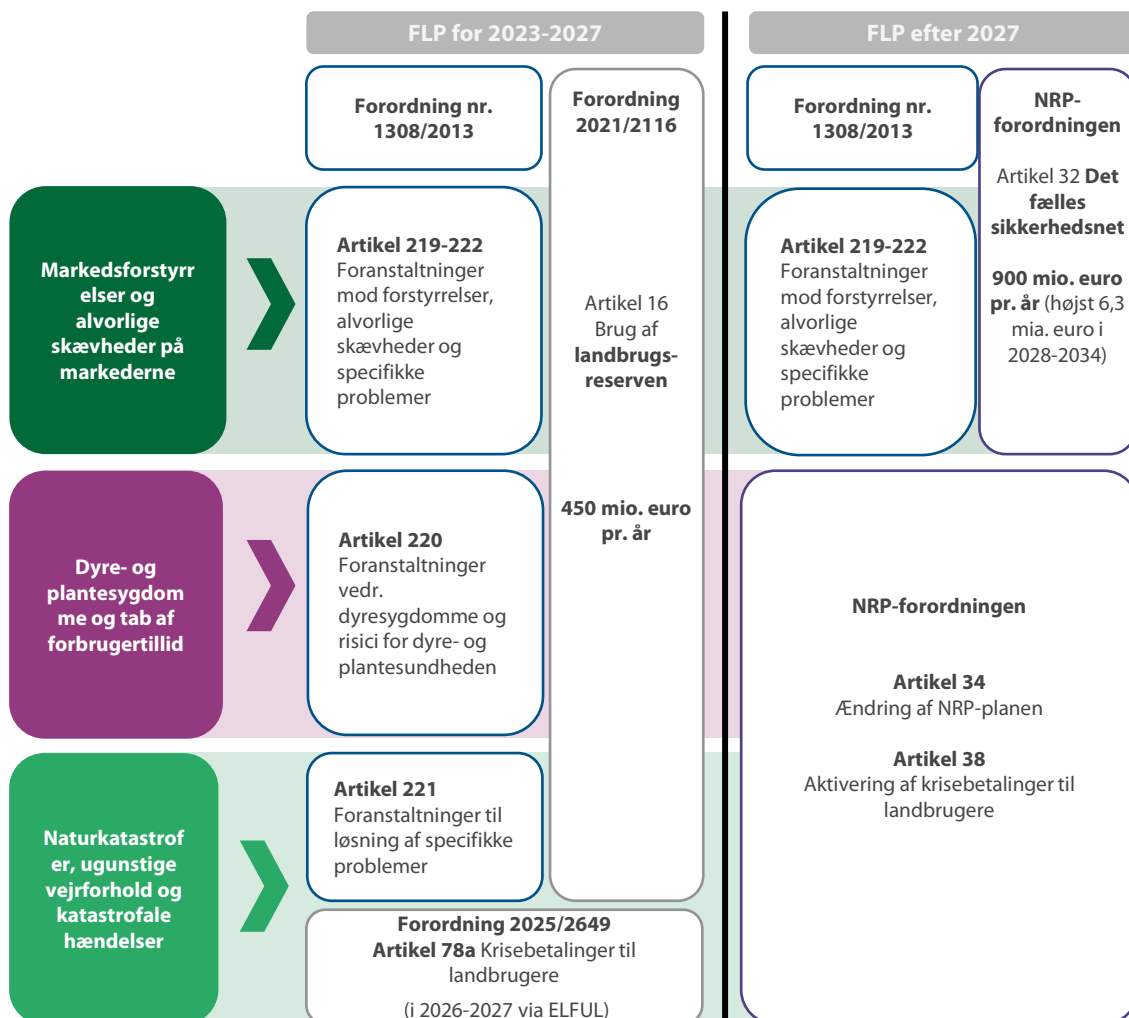 FLP for 2023-2027
FLP efter 2027
Forordning nr.
1308/2013
Forordning
2021/2116
Forordning nr.
1308/2013
NRP-
forordningen
Artikel 32 Det
fælles
sikkerhedsnet
900 mio. euro
pr. år (højst 6,3
mia. euro i
2028-2034)
Markedsforstyrr
elser og
alvorlige
skævheder på
markederne
Artikel 219-222
Foranstaltninger
mod forstyrrelser,
alvorlige
skævheder og
specifikke
problemer
Artikel 16
Brug af
landbrugs-
reserven
450 mio. euro
pr. år
Artikel 219-222
Foranstaltninger
mod forstyrrelser,
alvorlige
skævheder og
specifikke
problemer
Dyre- og
plantesygdom
me og tab af
forbrugertillid
Artikel 220
Foranstaltninger
vedr.
dyresygdomme og
risici for dyre- og
plantesundheden
NRP-forordningen
Artikel 34
Ændring af NRP-planen
Artikel 38
Aktivering af krisebetalinger til
landbrugere
Naturkatastrof
er, ugunstige
vejrforhold og
katastrofale
hændelser
Artikel 221
Foranstaltninger til
løsning af specifikke
problemer
Forordning 2025/2649
Artikel 78a Krisebetalinger til
landbrugere
(i 2026-2027 via ELFUL)